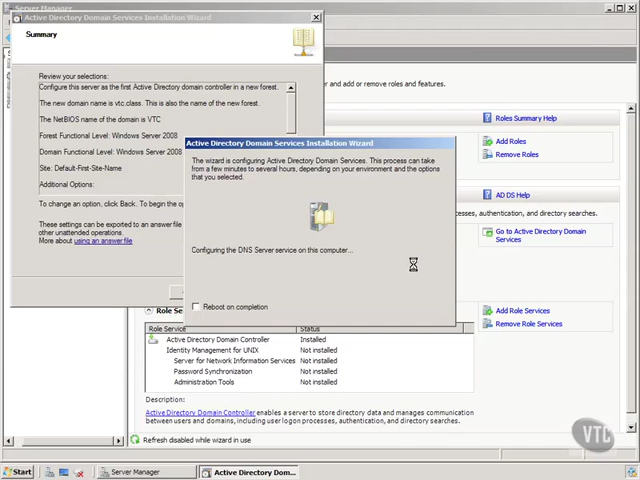 Server Manager
Active Directory Domain Services Installation Wizard
Summary
Review your selections:
Configure this server as the first Active Directory domain controller in a new forest.
The new domain name is vtc.class. This is also the name of the new forest.
The NetBIOS name of the domain is VTC
Forest Functional Level: Windows Server 2008
Domain Functional Level: Windows Server 2008
Site: Default-First-Site-Name
Additional Options:
To change an option, click Back. To begin the op
These settings can be exported to an answer file
other unattended operations.
More about using an answer file
er and add or remove roles and features.
Roles Summary Help
Add Roles
Remove Roles
AD DS Help
ocesses, authentication, and directory searches.
Go to Active Directory Domain
Services
Active Directory Domain Services Installation Wizard
The wizard is configuring Active Directory Domain Services. This process can take
from a few minutes to several hours, depending on your environment and the options
that you selected.
Configuring the DNS Server service on this computer...
Reboot on completion
Add Role Services
Remove Role Services
Role Se
Role Service Status
Active Directory Domain Controller Installed
Identity Management for UNIX Not installed
Server for Network Information Services Not installed
Password Synchronization Not installed
Administration Tools Not installed
Description:
Active Directory Domain Controller enables a server to store directory data and manages communication
between users and domains, including user logon processes, authentication, and directory searches.
Refresh disabled while wizard in use
VTC
Start
Server Manager
Active Directory Dom...